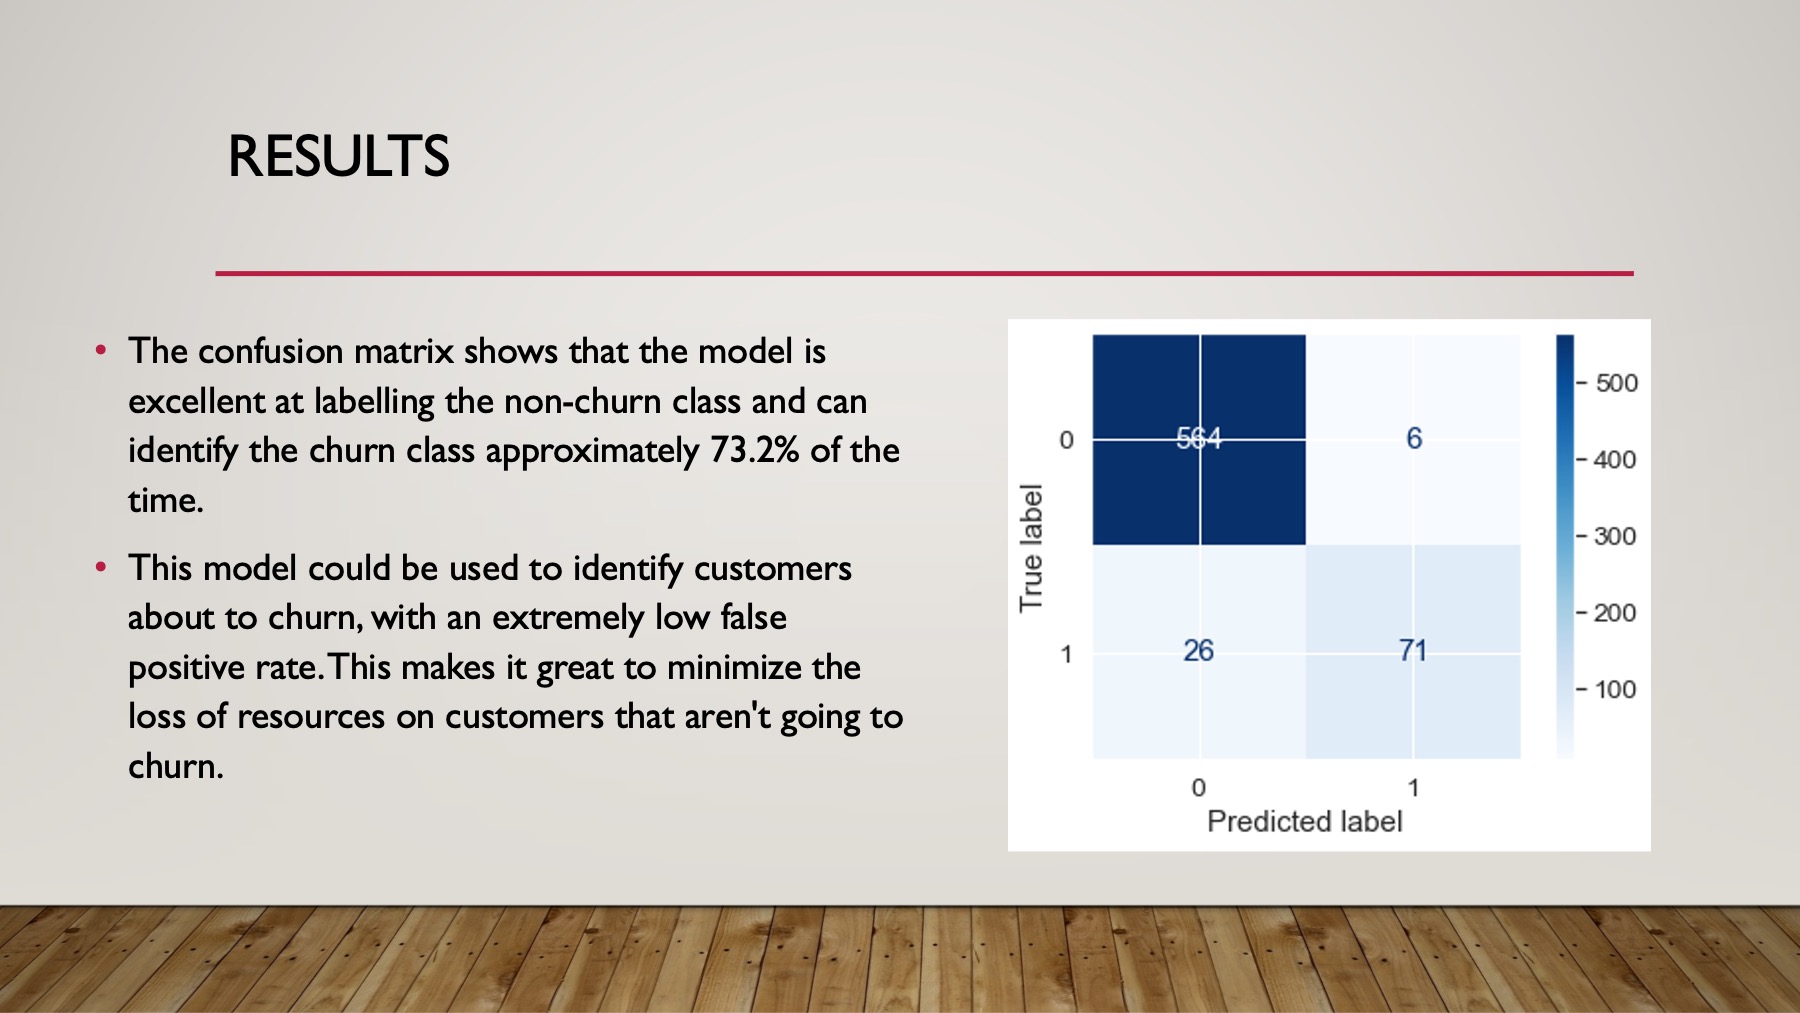 RESULTS
• The confusion matrix shows that the model is
excellent at labelling the non-churn class and can
identify the churn class approximately 73.2% of the
time.
• This model could be used to identify customers
about to churn, with an extremely low false
positive rate. This makes it great to minimize the
loss of resources on customers that aren't going to
churn.
True label
0
1
564
6
26
71
0
1
Predicted label
500
400
300
200
100